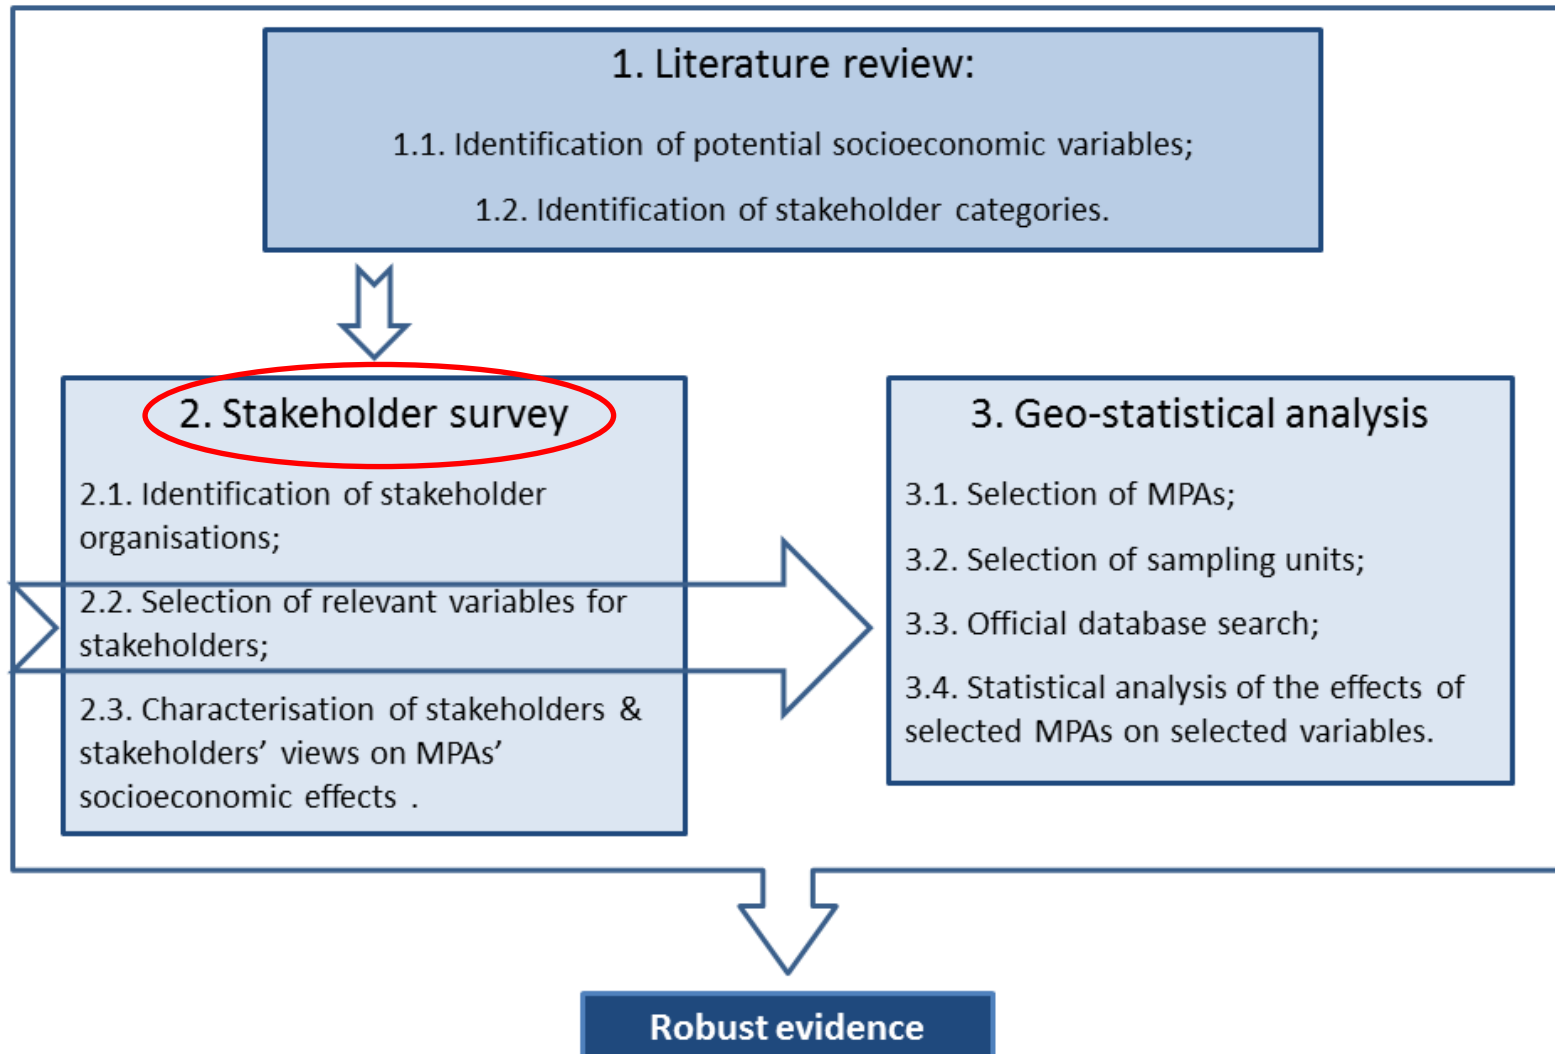 1. Literature review:
1.1. Identification of potential socioeconomic variables;
1.2. Identification of stakeholder categories.
2. Stakeholder survey
2.1. Identification of stakeholder
organisations;
2.2. Selection of relevant variables for
stakeholders;
2.3. Characterisation of stakeholders &
stakeholders’ views on MPAs’
socioeconomic effects .
3. Geo-statistical analysis
3.1. Selection of MPAs;
3.2. Selection of sampling units;
3.3. Official database search;
3.4. Statistical analysis of the effects of
selected MPAs on selected variables.
Robust evidence